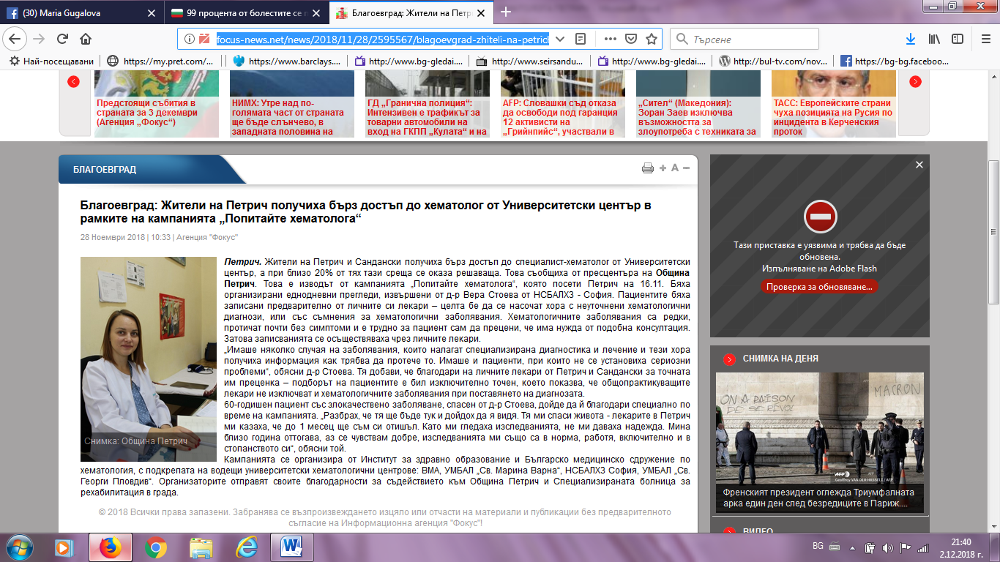 (30) Maria Gugalova
99 процента от болестите се п
Благоевград: Жители на Петр
focus-news.net/news/2018/11/28/2595567/blagoevgrad-zhiteli-na-petrich
Търсене
Най-посещавани
https://my.pret.com/...
https://www.barclays....
http://www.bg-gledai....
http://www.seirsandu...
http://www.bg-gledai....
http://bul-tv.com/nov...
https://bg-bg.faceboo...
Предстоящи събития в
страната за 3 декември
(Агенция „Фокус“)
НИМХ: Утре над по-
голямата част от страната
ще бъде слънчево, в
западната половина на
ГД „Гранична полиция“:
Интензивен е трафикът за
товарни автомобили на
вход на ГКПП „Кулата“ и на
AFP: Словашки съд отказа
да освободи под гаранция
12 активисти на
„Грийнпийс“, участвали в
„Сител“ (Македония):
Зоран Заев изключва
възможността за
злоупотреба с техниката за
ТАСС: Европейските страни
чуха позицията на Русия по
инцидента в Керченския
проток
БЛАГОЕВГРАД
A
Благоевград: Жители на Петрич получиха бърз достъп до хематолог от Университетски център в
рамките на кампанията „Попитайте хематолога“
28 Ноември 2018 | 10:33 | Агенция "Фокус"
Петрич. Жители на Петрич и Сандански получиха бърз достъп до специалист-хематолог от Университетски
център, а при близо 20% от тях тази среща се оказа решаваща. Това съобщиха от пресцентъра на Община
Петрич. Това е изводът от кампанията „Попитайте хематолога“, която посети Петрич на 16.11. Бяха
организирани еднодневни прегледи, извършени от д-р Вера Стоева от НСБАЛХЗ - София. Пациентите бяха
записани предварително от личните си лекари – целта бе да се насочат хора с неуточнени хематологични
диагнози, или със съмнения за хематологични заболявания. Хематологичните заболявания са редки,
протичат почти без симптоми и е трудно за пациент сам да прецени, че има нужда от подобна консултация.
Затова записванията се осъществяваха чрез личните лекари.
„Имаше няколко случая на заболявания, които налагат специализирана диагностика и лечение и тези хора
получиха информация как трябва да протече то. Имаше и пациенти, при които не се установиха сериозни
проблеми“, обясни д-р Стоева. Тя добави, че благодари на личните лекари от Петрич и Сандански за точната
им преценка – подборът на пациентите е бил изключително точен, което показва, че общопрактикуващите
лекари не изключват и хематологичните заболявания при поставянето на диагнозата.
60-годишен пациент със злокачествено заболяване, спасен от д-р Стоева, дойде да й благодари специално по
време на кампанията. „Разбрах, че тя ще бъде тук и дойдох да я видя. Тя ми спаси живота - лекарите в Петрич
ми казаха, че до 1 месец ще съм си отишъл. Като ми гледаха изследванията, не ми даваха надежда. Мина
близо година оттогава, аз се чувствам добре, изследванията ми също са в норма, работя, включително и в
стопанството си“, обясни той.
Кампанията се организира от Институт за здравно образование и Българско медицинско сдружение по
хематология, с подкрепата на водещи университетски хематологични центрове: ВМА, УМБАЛ „Св. Марина Варна“, НСБАЛХЗ София, УМБАЛ „Св.
Георги Пловдив“. Организаторите отправят своите благодарности за съдействието към Община Петрич и Специализираната болница за
рехабилитация в града.
Снимка: Община Петрич
© 2018 Всички права запазени. Забранява се възпроизвеждането изцяло или отчасти на материали и публикации без предварителното
съгласие на Информационна агенция "Фокус"!
Тази приставка е уязвима и трябва да бъде
обновена.
Изпълняване на Adobe Flash
Проверка за обновяване...
СНИМКА НА ДЕНЯ
ON A RAISON
DE SE REVOL
MACRON
AFP
Geoffroy VAN DER HASSELT / AFP
Френският президент оглежда Триумфалната
арка един ден след безредиците в Париж....
ВИДЕО
BG
21:40
2.12.2018 г.